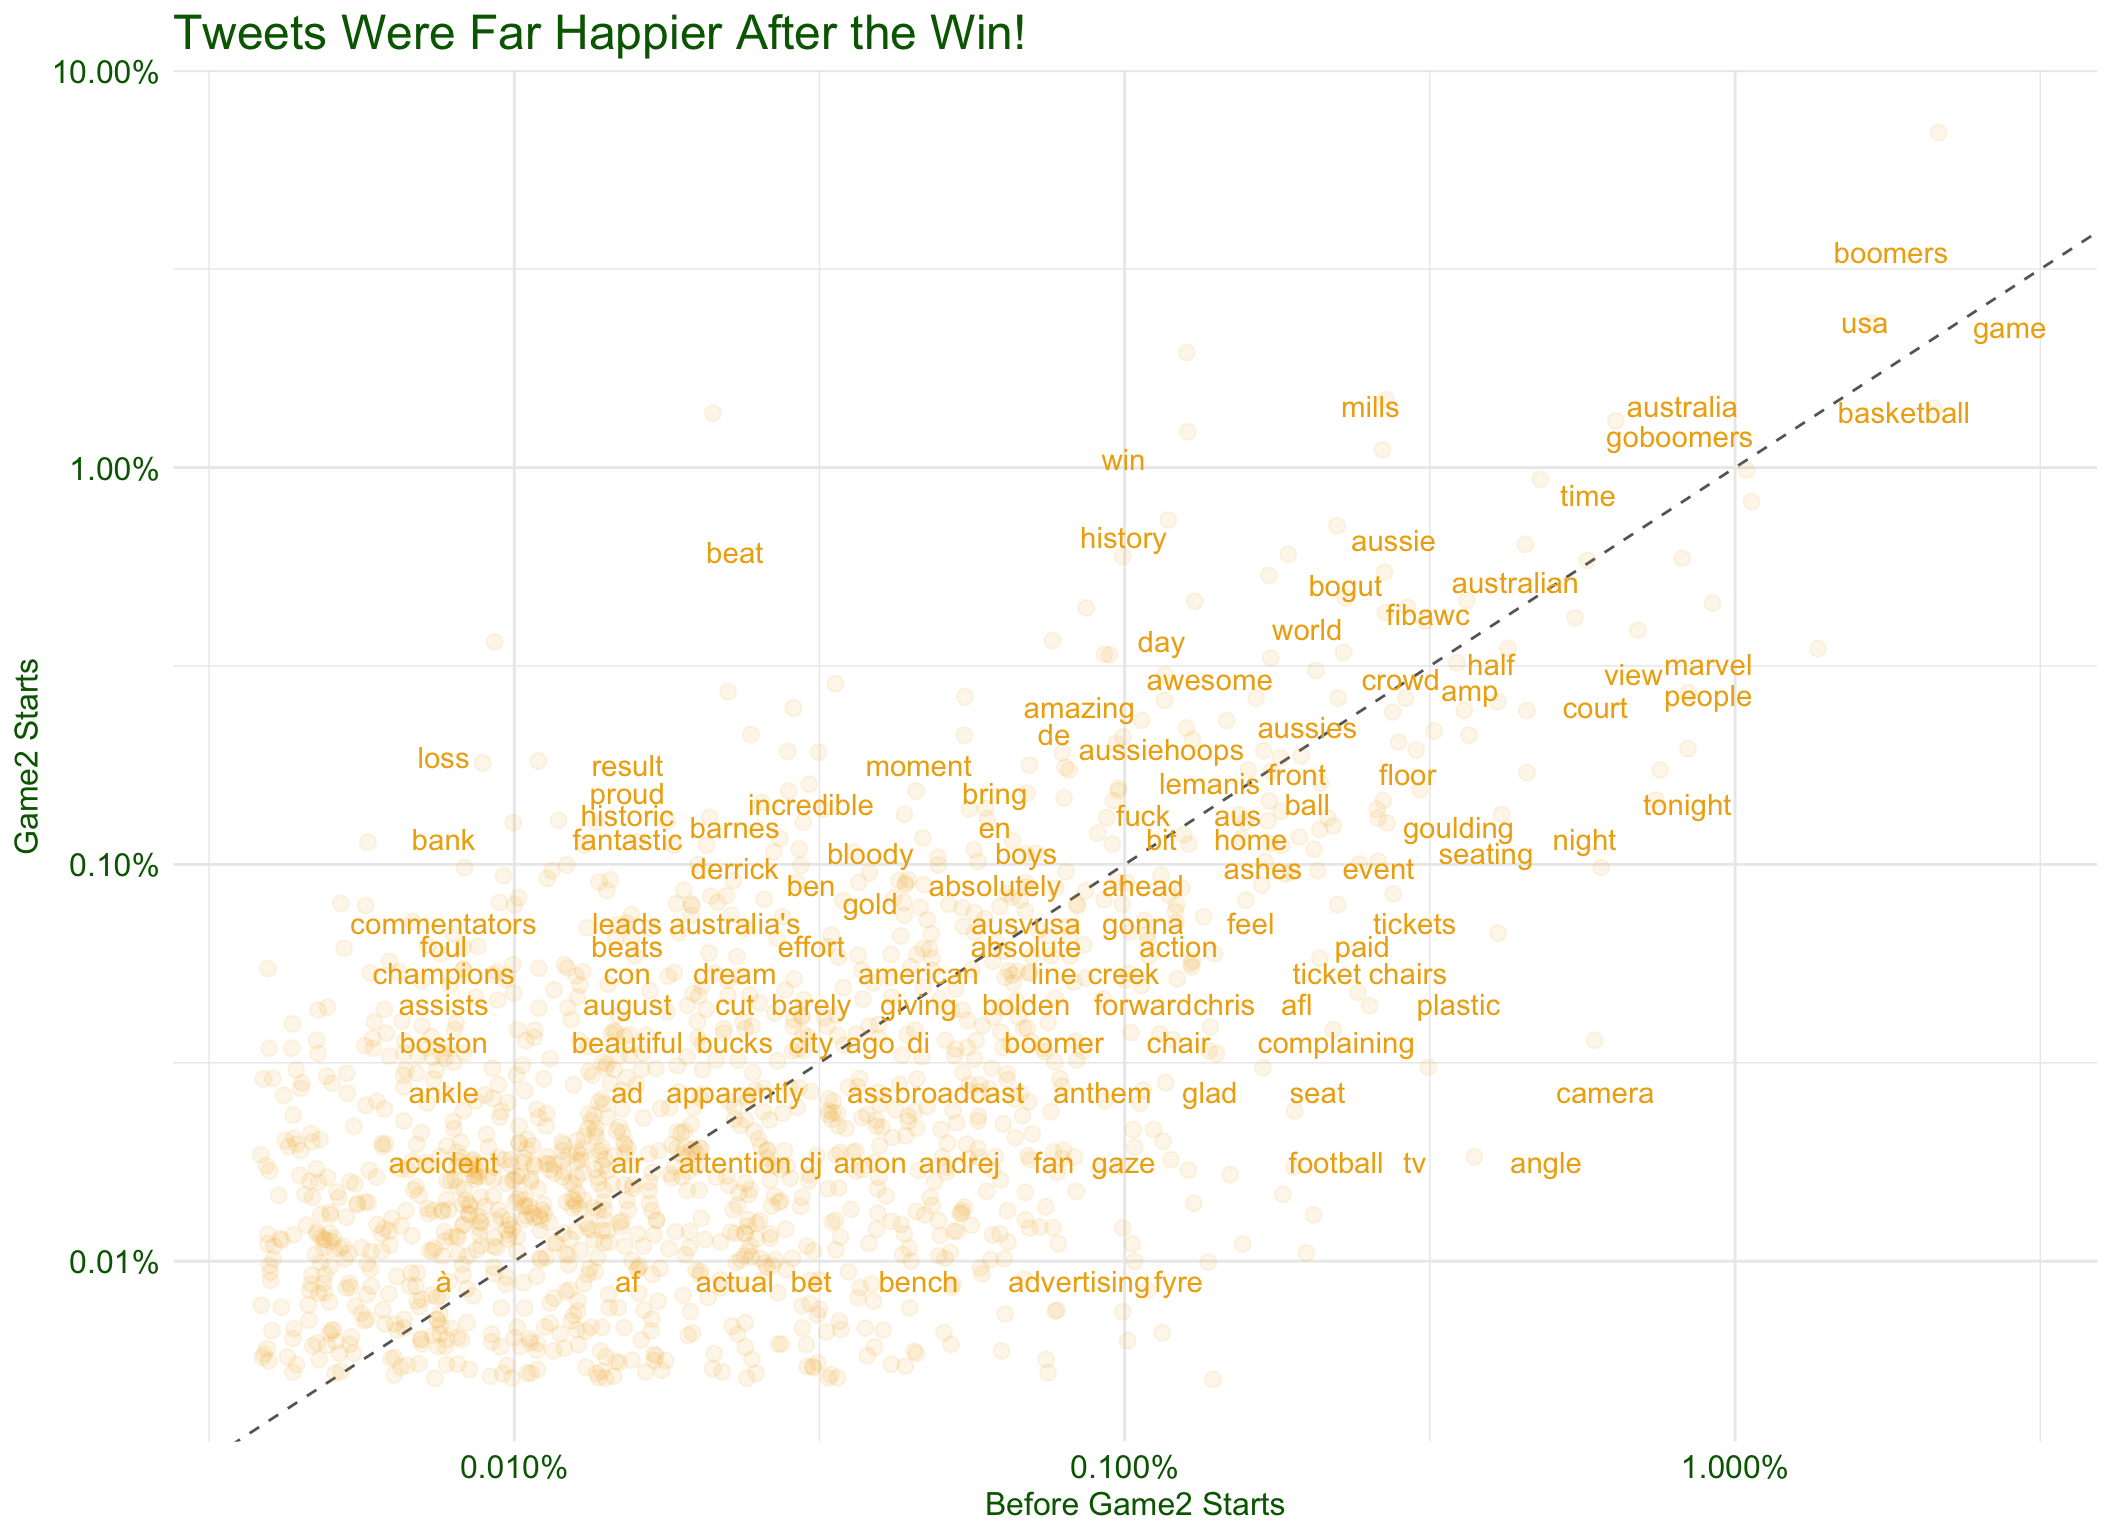 Tweets Were Far Happier After the Win!
10.00%
boomers
usa
game
mills
australia
basketball
goboomers
1.00%
win
time
history
aussie
beat
bogut
australian
fibawc
world
day
half
marvel
view
awesome
crowd
amp
people
amazing
court
de
aussies
aussiehoops
loss
result
moment
lemanis
front
floor
proud
incredible
bring
ball
tonight
historic
fuck
aus
barnes
en
goulding
bank
fantastic
bit
home
night
bloody
boys
seating
0.10%
derrick
ashes
event
ben
absolutely
ahead
gold
commentators
leads
australia's
ausvusa
gonna
feel
tickets
foul
beats
effort
absolute
action
paid
champions
con
dream
american
line
creek
ticket
chairs
assists
august
cut
barely
giving
bolden
forward
chris
afl
plastic
boston
beautiful
bucks
city
ago
di
boomer
chair
complaining
ankle
ad
apparently
ass
broadcast
anthem
glad
seat
camera
accident
air
attention
dj
amon
andrej
fan
gaze
football
tv
angle
0.01%
à
af
actual
bet
bench
advertising
fyre
Game2 Starts
0.010%
0.100%
1.000%
Before Game2 Starts